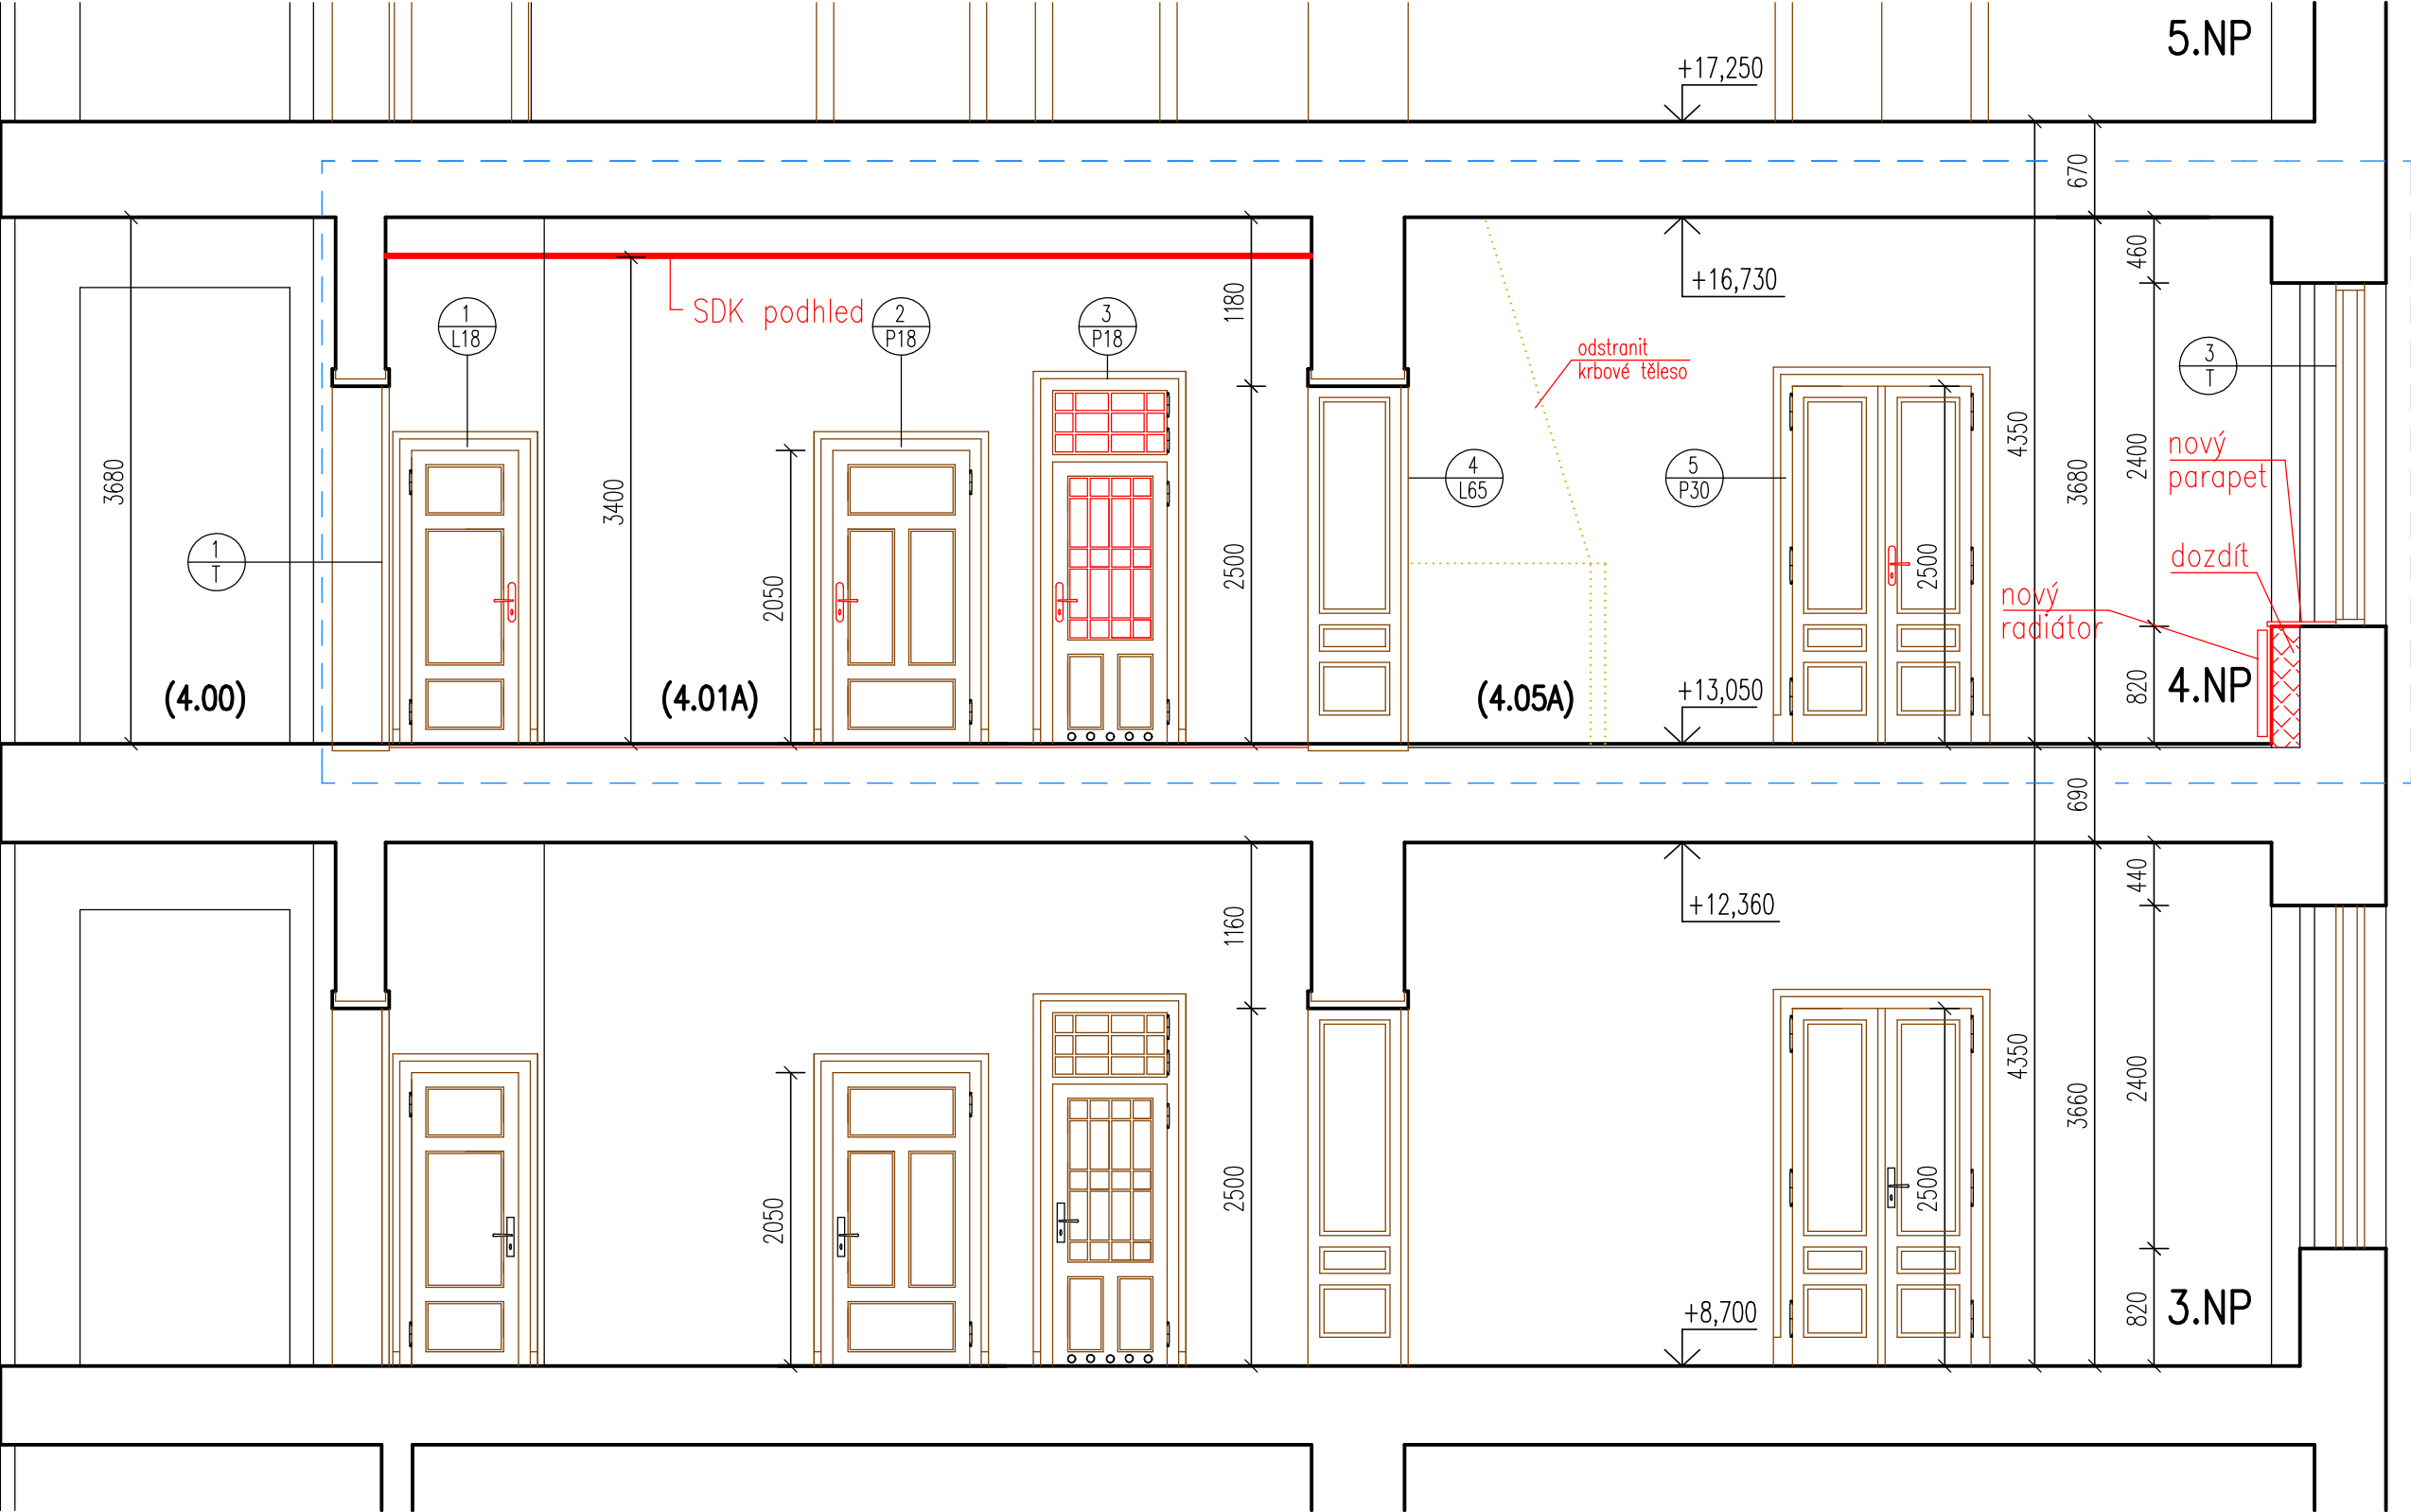 5.NP
+17,250
670
+16,730
460
1180
SDK podhled
1
L18
2
P18
3
P18
odstranit
krbové těleso
3
T
4350
2400
nový
parapet
3680
3400
3680
4
L65
5
P30
1
T
2050
2500
2500
dozdít
nový
radiátor
(4.00)
(4.01A)
(4.05A)
+13,050
820
4.NP
690
440
+12,360
1160
4350
3660
2400
2050
2500
2500
+8,700
820
3.NP